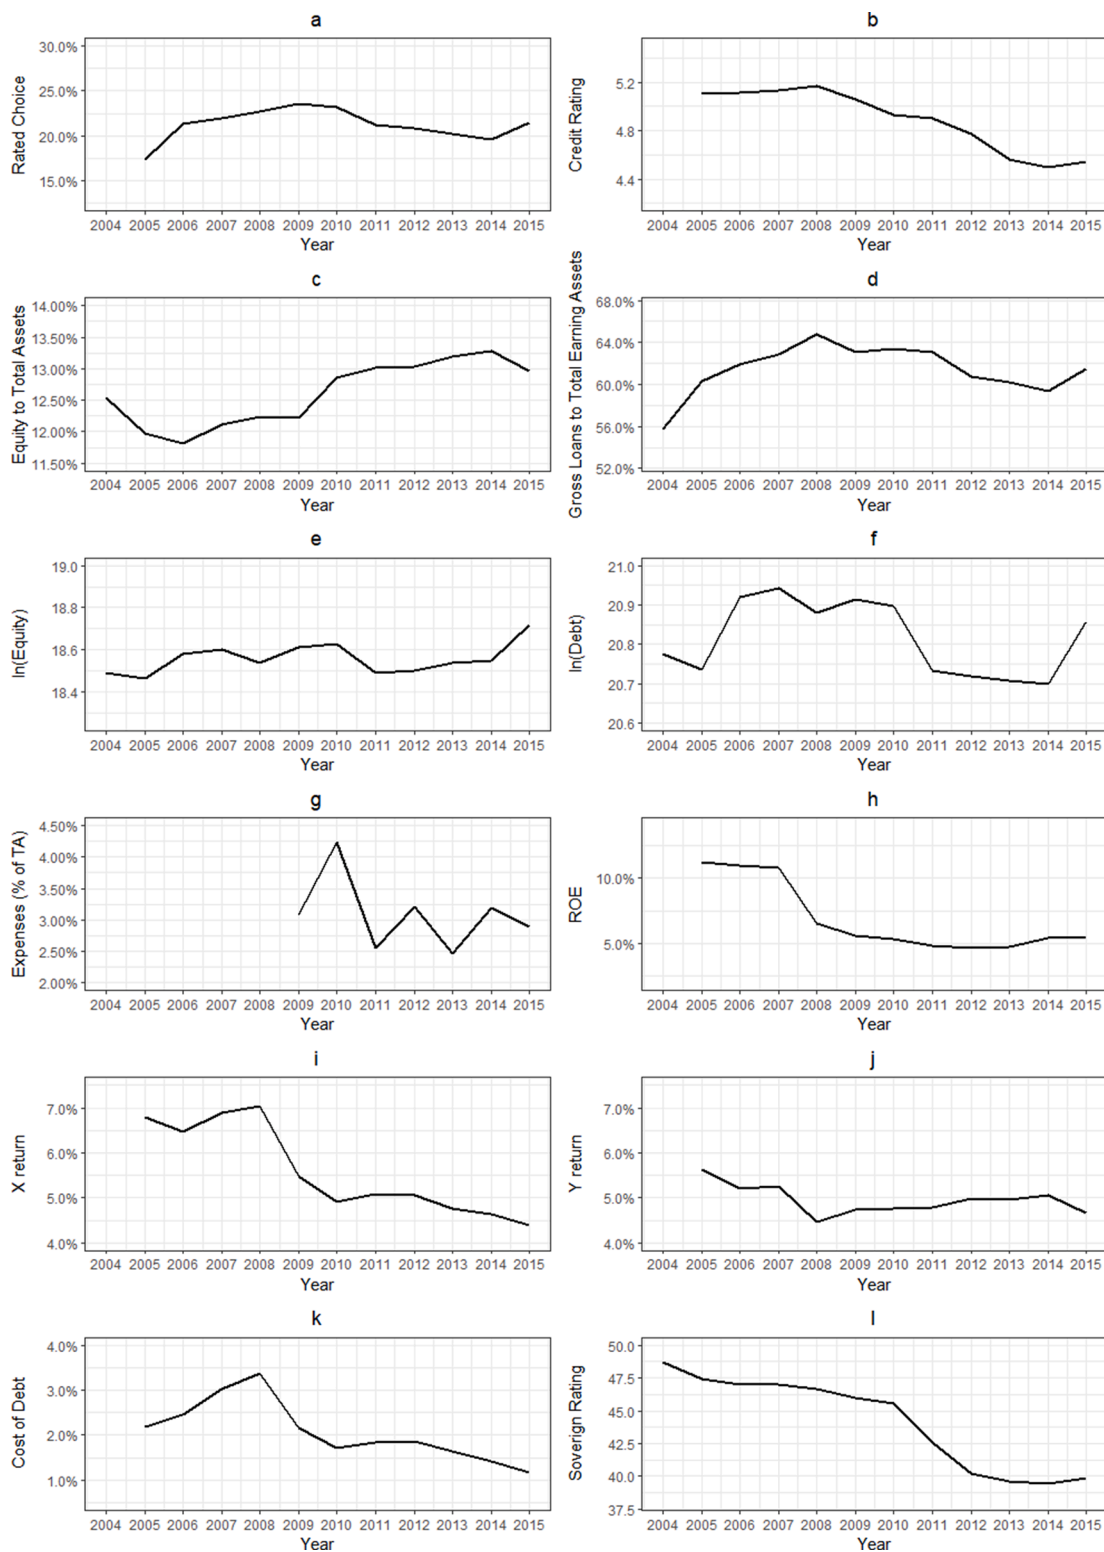 a
Rated Choice
30.0%
25.0%
20.0%
15.0%
2004 2005 2006 2007 2008 2009 2010 2011 2012 2013 2014 2015
Year
b
Credit Rating
5.2
4.8
4.4
2004 2005 2006 2007 2008 2009 2010 2011 2012 2013 2014 2015
Year
c
Equity to Total Assets
14.00%
13.50%
13.00%
12.50%
12.00%
11.50%
2004 2005 2006 2007 2008 2009 2010 2011 2012 2013 2014 2015
Year
d
Gross Loans to Total Earning Assets
68.0%
64.0%
60.0%
56.0%
52.0%
2004 2005 2006 2007 2008 2009 2010 2011 2012 2013 2014 2015
Year
e
ln(Equity)
19.0
18.8
18.6
18.4
2004 2005 2006 2007 2008 2009 2010 2011 2012 2013 2014 2015
Year
f
ln(Debt)
21.0
20.9
20.8
20.7
20.6
2004 2005 2006 2007 2008 2009 2010 2011 2012 2013 2014 2015
Year
g
Expenses (% of TA)
4.50%
4.00%
3.50%
3.00%
2.50%
2.00%
2004 2005 2006 2007 2008 2009 2010 2011 2012 2013 2014 2015
Year
h
ROE
10.0%
5.0%
2004 2005 2006 2007 2008 2009 2010 2011 2012 2013 2014 2015
Year
i
X return
7.0%
6.0%
5.0%
4.0%
2004 2005 2006 2007 2008 2009 2010 2011 2012 2013 2014 2015
Year
j
Y return
7.0%
6.0%
5.0%
4.0%
2004 2005 2006 2007 2008 2009 2010 2011 2012 2013 2014 2015
Year
k
Cost of Debt
4.0%
3.0%
2.0%
1.0%
2004 2005 2006 2007 2008 2009 2010 2011 2012 2013 2014 2015
Year
l
Soverign Rating
50.0
47.5
45.0
42.5
40.0
37.5
2004 2005 2006 2007 2008 2009 2010 2011 2012 2013 2014 2015
Year